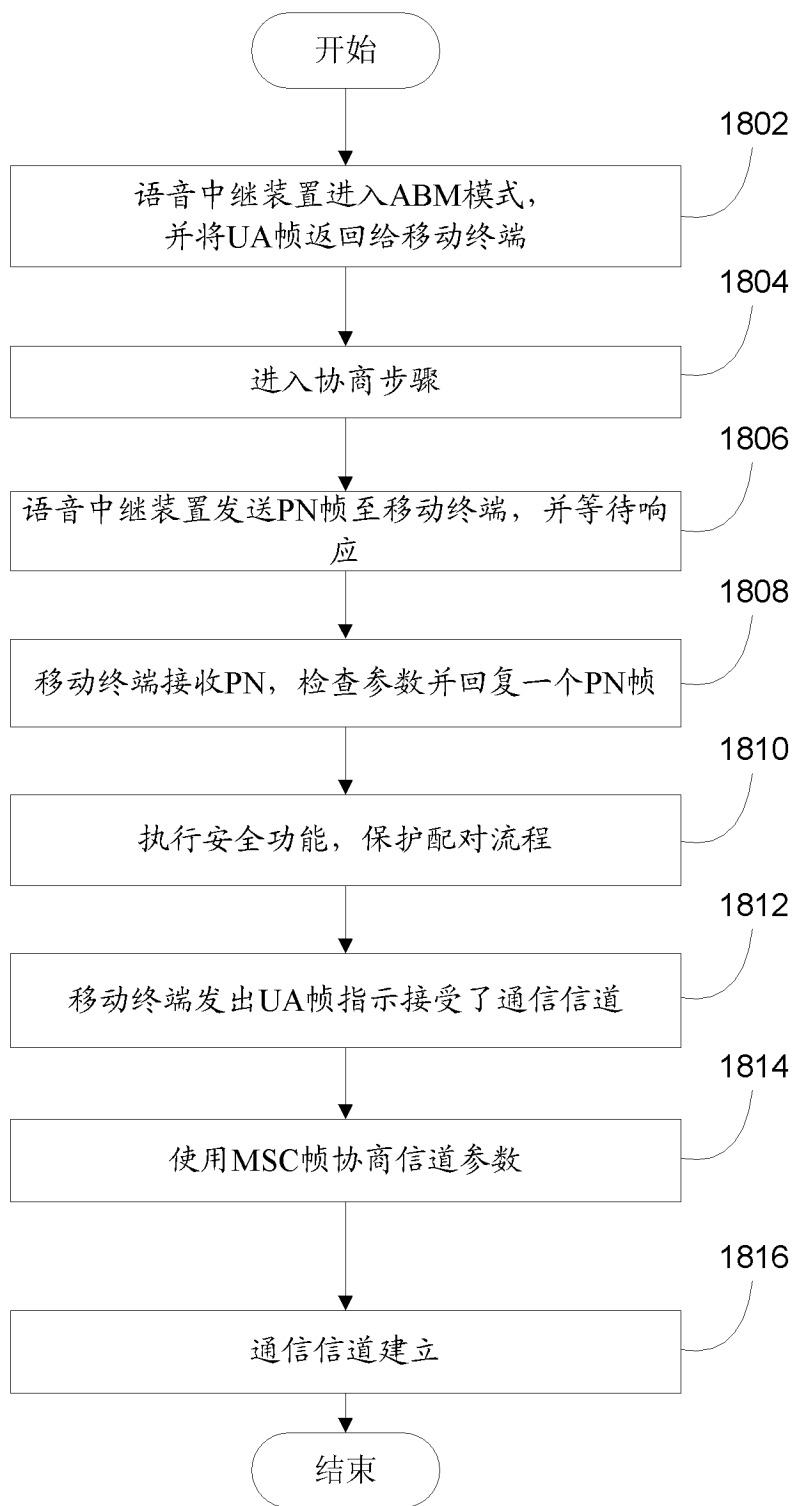 开始
1802
语音中继装置进入ABM模式，
并将UA帧返回给移动终端
1804
进入协商步骤
1806
语音中继装置发送PN帧至移动终端，并等待响
应
1808
移动终端接收PN，检查参数并回复一个PN帧
1810
执行安全功能，保护配对流程
1812
移动终端发出UA帧指示接受了通信信道
1814
使用MSC帧协商信道参数
1816
通信信道建立
结束